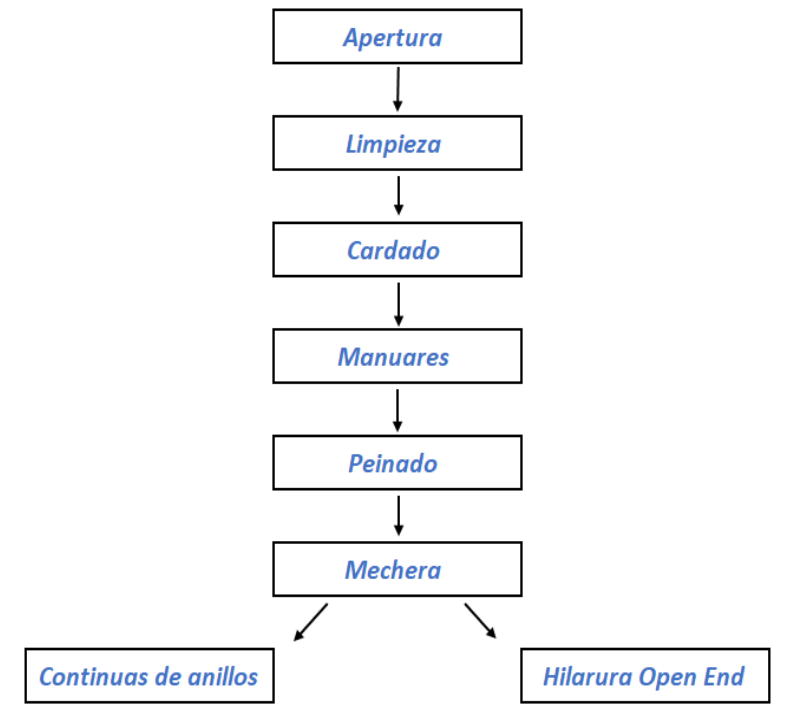 Apertura
Limpieza
Cardado
Manuares
Peinado
Mechera
Continuas de anillos
Hilarura Open End